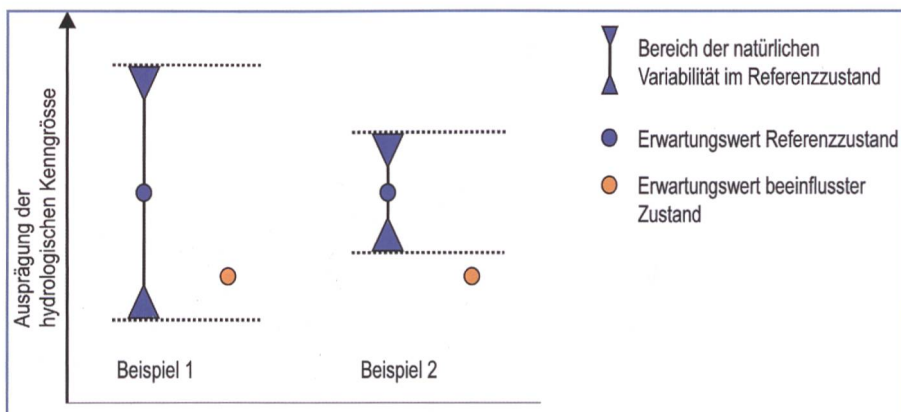 Ausprägung der
hydrologischen Kenngrösse
Beispiel 1
Beispiel 2
Bereich der natürlichen
Variabilität im Referenzzustand
Erwartungswert Referenzzustand
Erwartungswert beeinflusster
Zustand